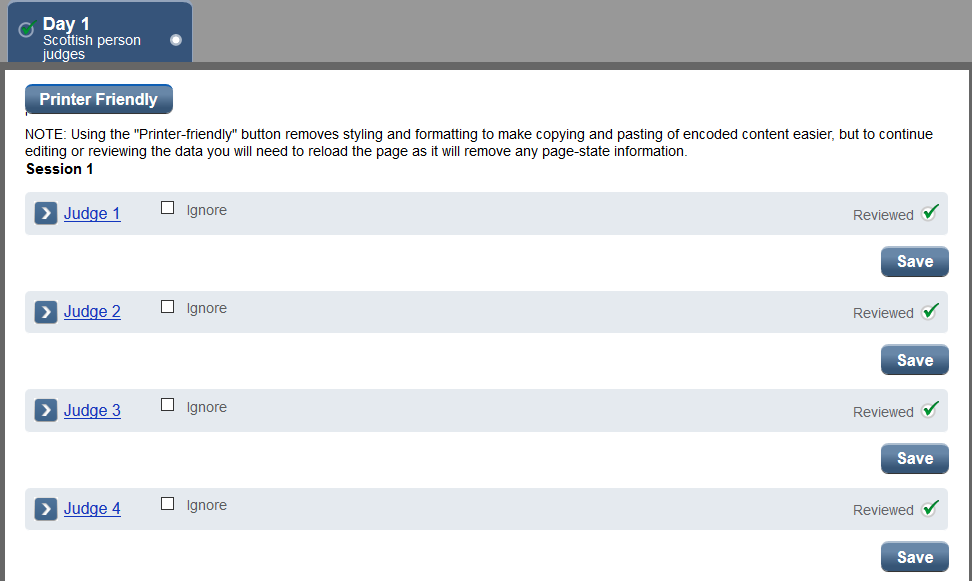 Day 1
Scottish person
judges
Printer Friendly
NOTE: Using the "Printer-friendly" button removes styling and formatting to make copying and pasting of encoded content easier, but to continue
editing or reviewing the data you will need to reload the page as it will remove any page-state information.
Session 1
Judge 1 Ignore Reviewed
Save
Judge 2 Ignore Reviewed
Save
Judge 3 Ignore Reviewed
Save
Judge 4 Ignore Reviewed
Save